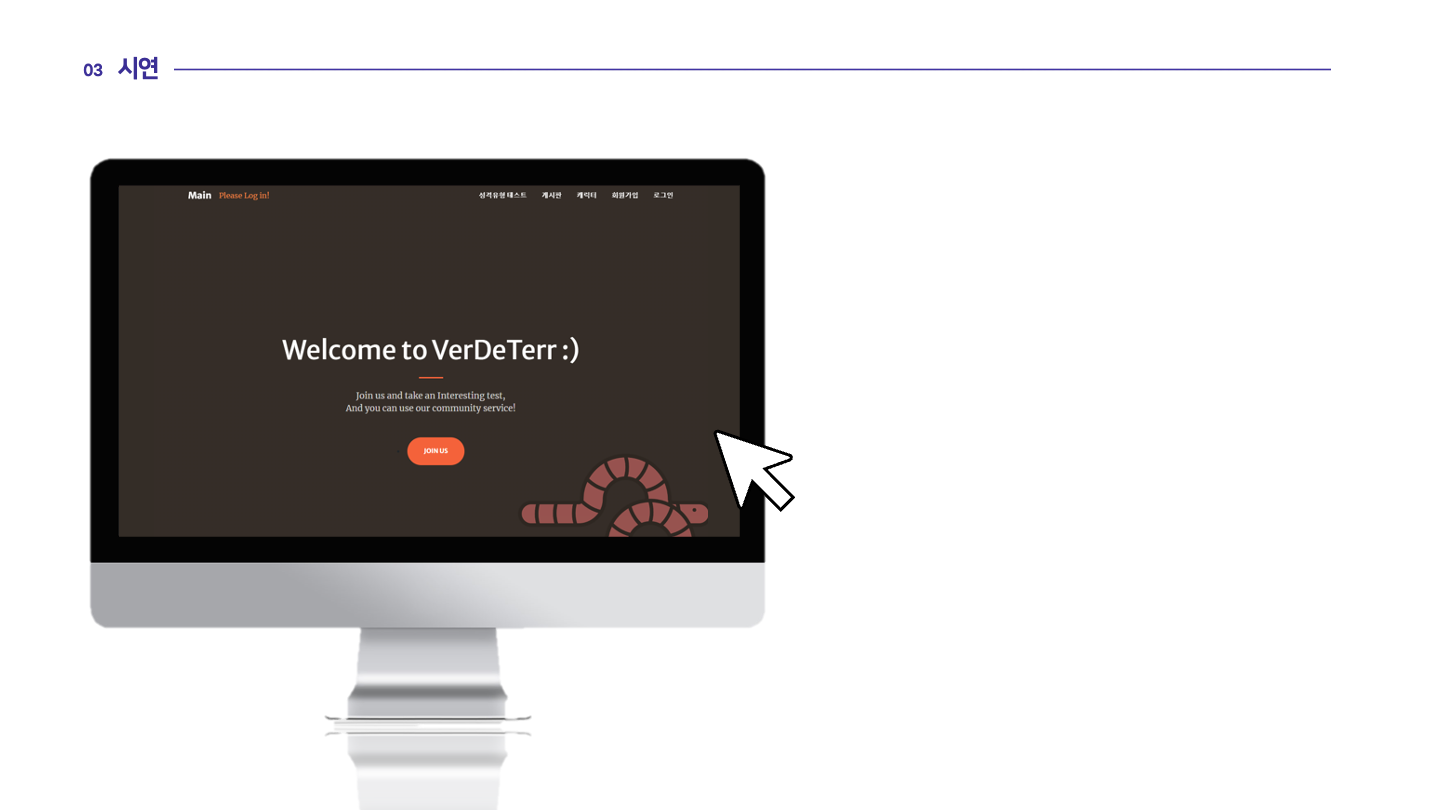 03 시연
Main Please Log in! 성격유형 테스트 게시판 캐릭터 회원가입 로그인
Welcome to VerDeTerr :)
Join us and take an Interesting test,
And you can use our community service!
JOIN US